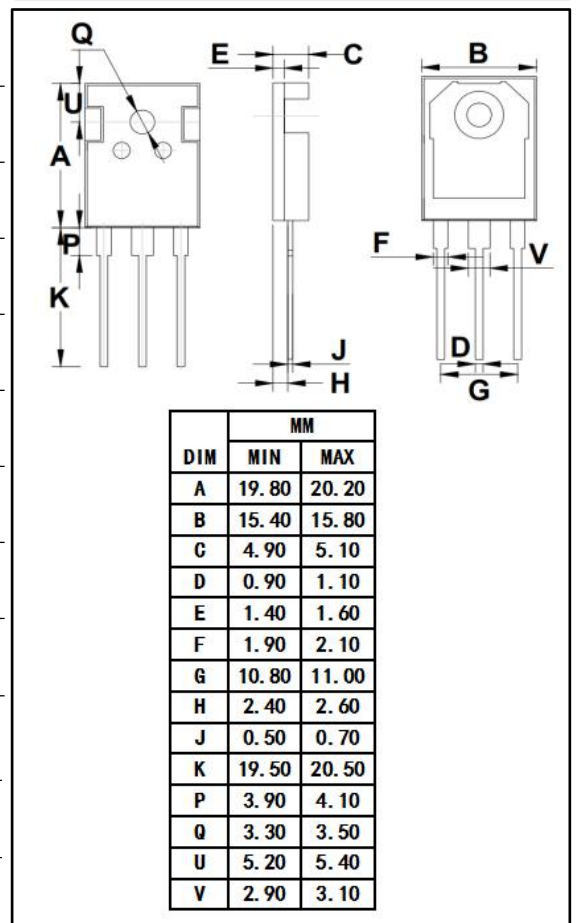 Q
E C B
U
A
P
F V
K
J D
H G
MM
DIM MIN MAX
A 19.80 20.20
B 15.40 15.80
C 4.90 5.10
D 0.90 1.10
E 1.40 1.60
F 1.90 2.10
G 10.80 11.00
H 2.40 2.60
J 0.50 0.70
K 19.50 20.50
P 3.90 4.10
Q 3.30 3.50
U 5.20 5.40
V 2.90 3.10